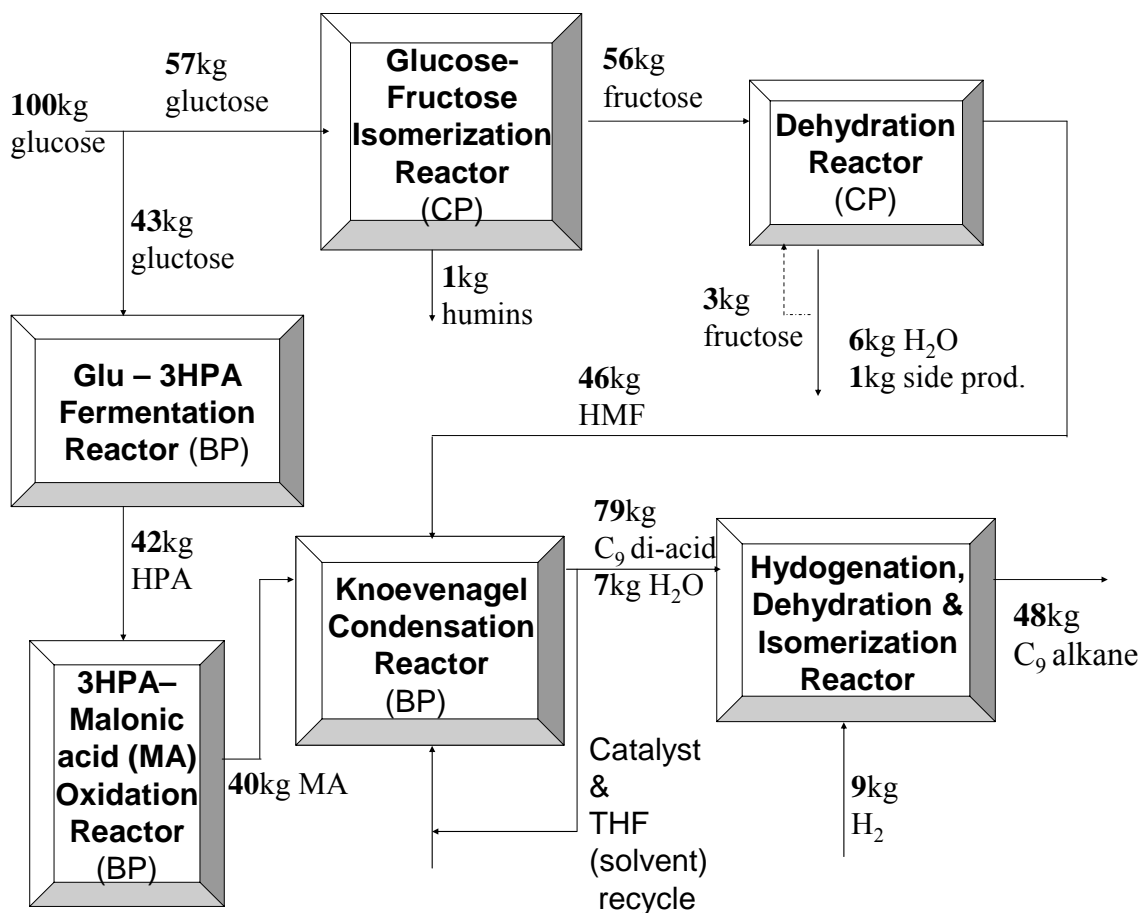 100kg
glucose
57kg
gluctose
Glucose-
Fructose
Isomerization
Reactor
(CP)
56kg
fructose
Dehydration
Reactor
(CP)
43kg
gluctose
1kg
humins
3kg
fructose
6kg H₂O
1kg side prod.
46kg
HMF
Glu – 3HPA
Fermentation
Reactor (BP)
42kg
HPA
3HPA–
Malonic
acid (MA)
Oxidation
Reactor
(BP)
40kg MA
Knoevenagel
Condensation
Reactor
(BP)
79kg
C₉ di-acid
7kg H₂O
Catalyst
&
THF
(solvent)
recycle
Hydogenation,
Dehydration &
Isomerization
Reactor
9kg
H₂
48kg
C₉ alkane